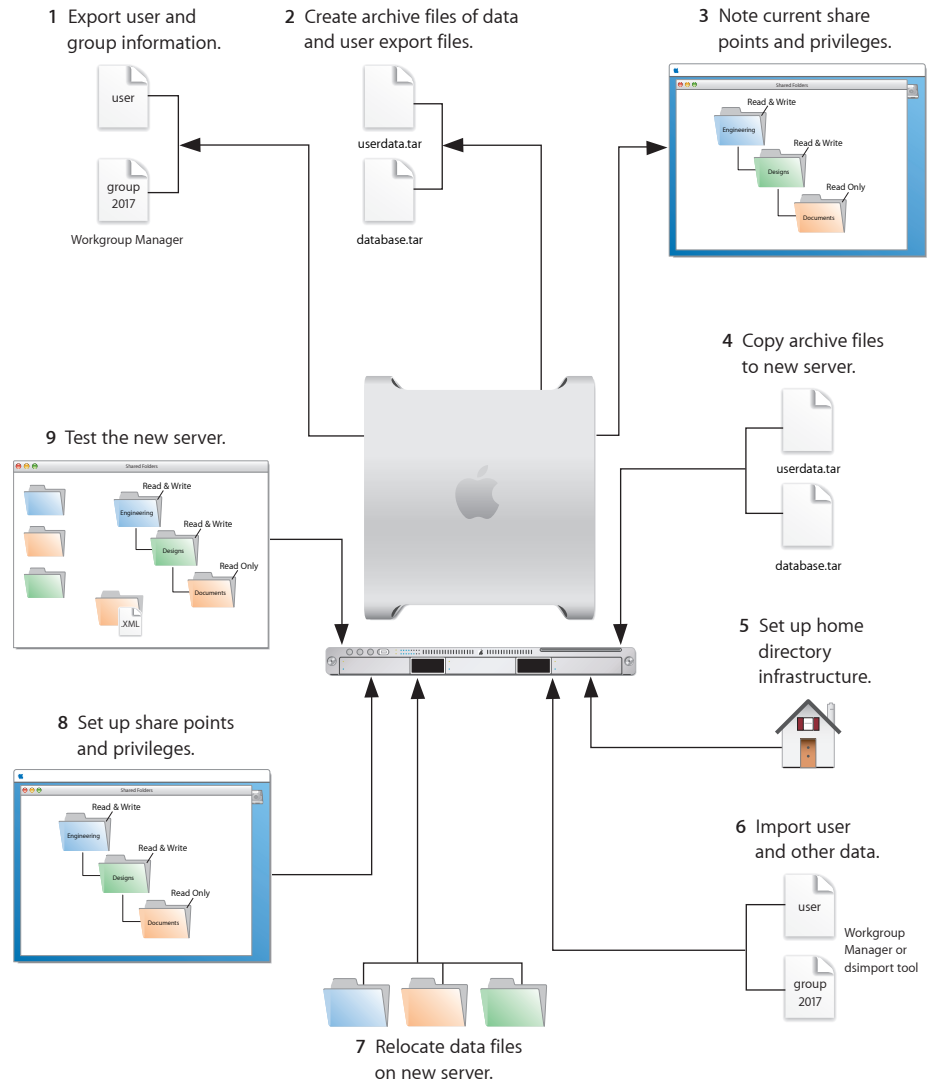 1 Export user and
group information.
user
group
2017
Workgroup Manager
2 Create archive files of data
and user export files.
userdata.tar
database.tar
3 Note current share
points and privileges.
Shared Folders
Read & Write
Engineering
Read & Write
Designs
Read Only
Documents
4 Copy archive files
to new server.
userdata.tar
database.tar
5 Set up home
directory
infrastructure.
6 Import user
and other data.
user
group
2017
Workgroup
Manager or
dsimport tool
7 Relocate data files
on new server.
8 Set up share points
and privileges.
Shared Folders
Read & Write
Engineering
Read & Write
Designs
Read Only
Documents
9 Test the new server.
Shared Folders
Read & Write
Engineering
Read & Write
Designs
Read Only
Documents
.XML